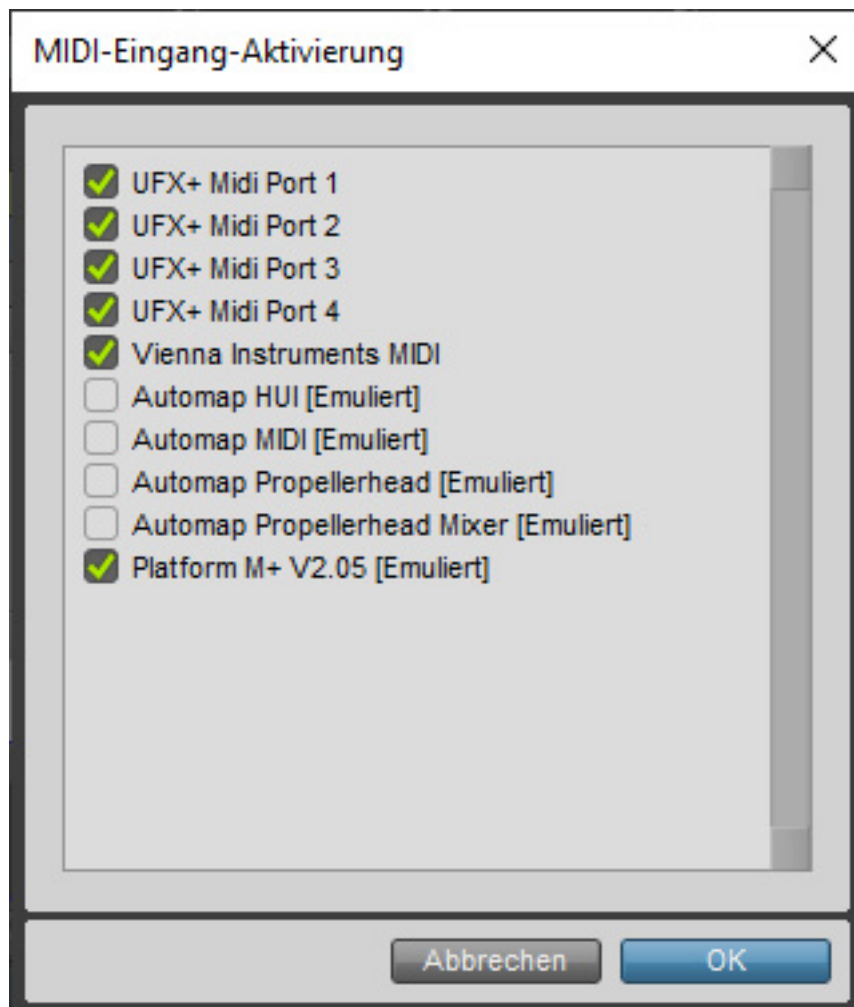 MIDI-Eingang-Aktivierung
UFX+ Midi Port 1
UFX+ Midi Port 2
UFX+ Midi Port 3
UFX+ Midi Port 4
Vienna Instruments MIDI
Automap HUI [Emuliert]
Automap MIDI [Emuliert]
Automap Propellerhead [Emuliert]
Automap Propellerhead Mixer [Emuliert]
Platform M+ V2.05 [Emuliert]
Abbrechen OK